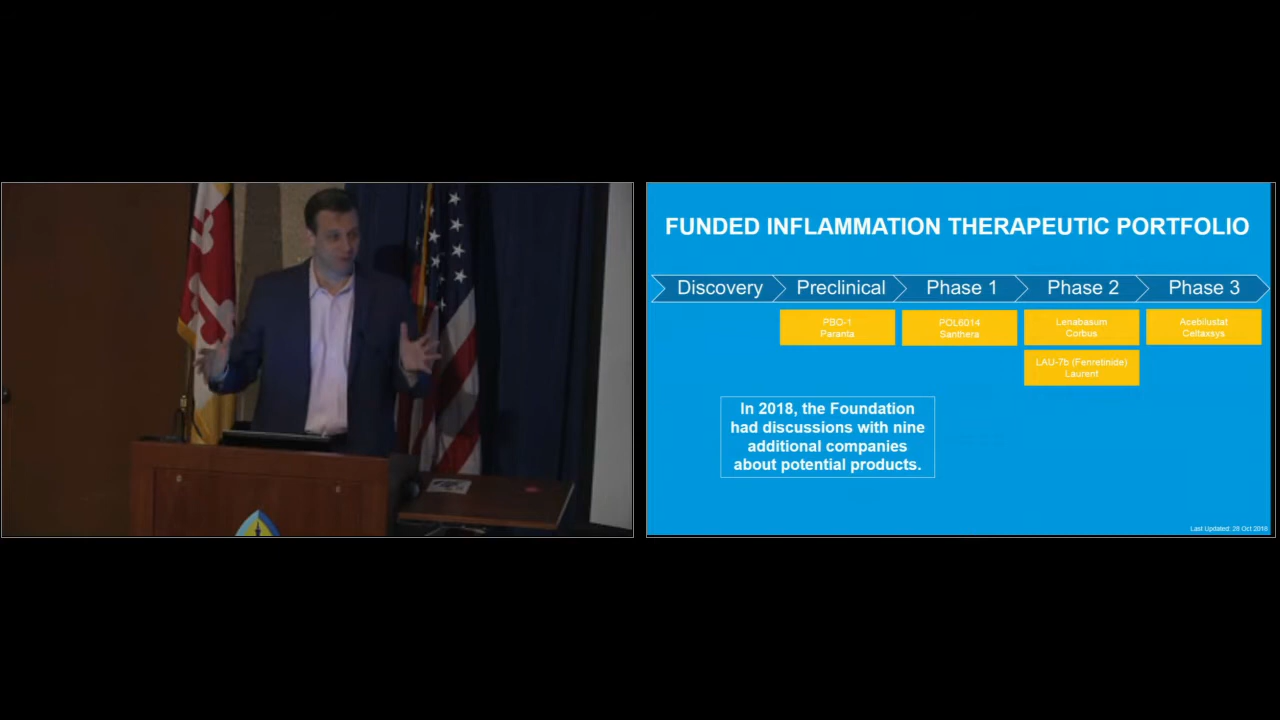 FUNDED INFLAMMATION THERAPEUTIC PORTFOLIO
Discovery
Preclinical
Phase 1
Phase 2
Phase 3
PBO-1
Paranta
POL6014
Santhera
Lenabasum
Corbus
Acebilustat
Celtaxsys
LAU-7b (Fenretinide)
Laurent
In 2018, the Foundation
had discussions with nine
additional companies
about potential products.
Last Updated: 26 Oct 2018